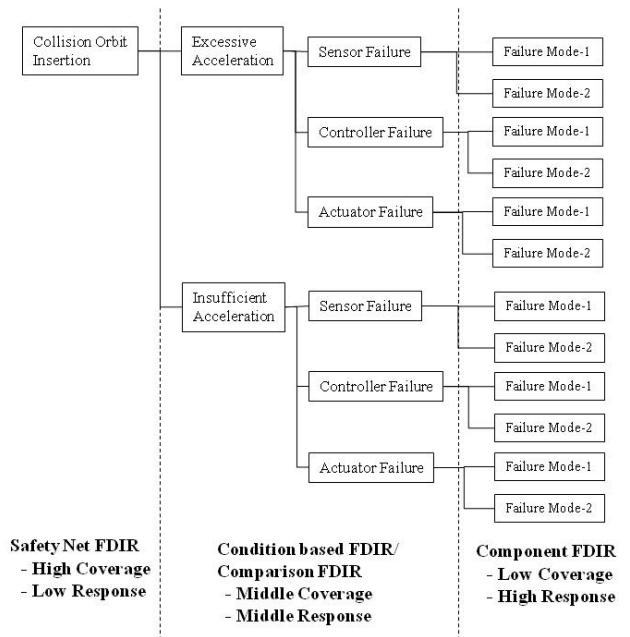 Collision Orbit
Insertion
Excessive
Acceleration
Sensor Failure
Failure Mode-1
Failure Mode-2
Controller Failure
Failure Mode-1
Failure Mode-2
Actuator Failure
Failure Mode-1
Failure Mode-2
Insufficient
Acceleration
Sensor Failure
Failure Mode-1
Failure Mode-2
Controller Failure
Failure Mode-1
Failure Mode-2
Actuator Failure
Failure Mode-1
Failure Mode-2
Safety Net FDIR
- High Coverage
- Low Response
Condition based FDIR/
Comparison FDIR
- Middle Coverage
- Middle Response
Component FDIR
- Low Coverage
- High Response